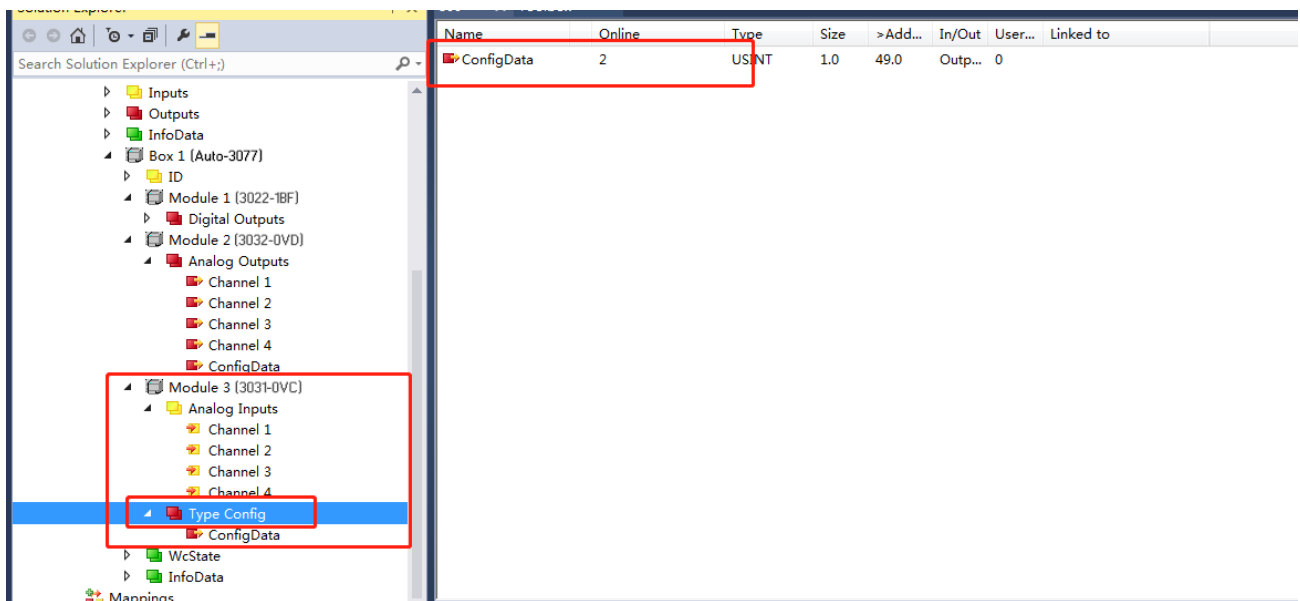 Solution Explorer
Search Solution Explorer (Ctrl+;)
Inputs
Outputs
InfoData
Box 1 (Auto-3077)
ID
Module 1 (3022-1BF)
Digital Outputs
Module 2 (3032-0VD)
Analog Outputs
Channel 1
Channel 2
Channel 3
Channel 4
ConfigData
Module 3 (3031-0VC)
Analog Inputs
Channel 1
Channel 2
Channel 3
Channel 4
Type Config
ConfigData
WcState
InfoData
Mappings
Name Online Type Size >Add... In/Out User... Linked to
ConfigData 2 USINT 1.0 49.0 Outp... 0